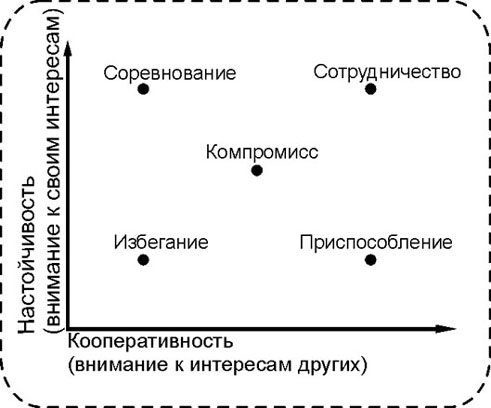 Соревнование
Сотрудничество
Компромисс
Избегание
Приспособление
Настойчивость
(внимание к своим интересам)
Кооперативность
(внимание к интересам других)